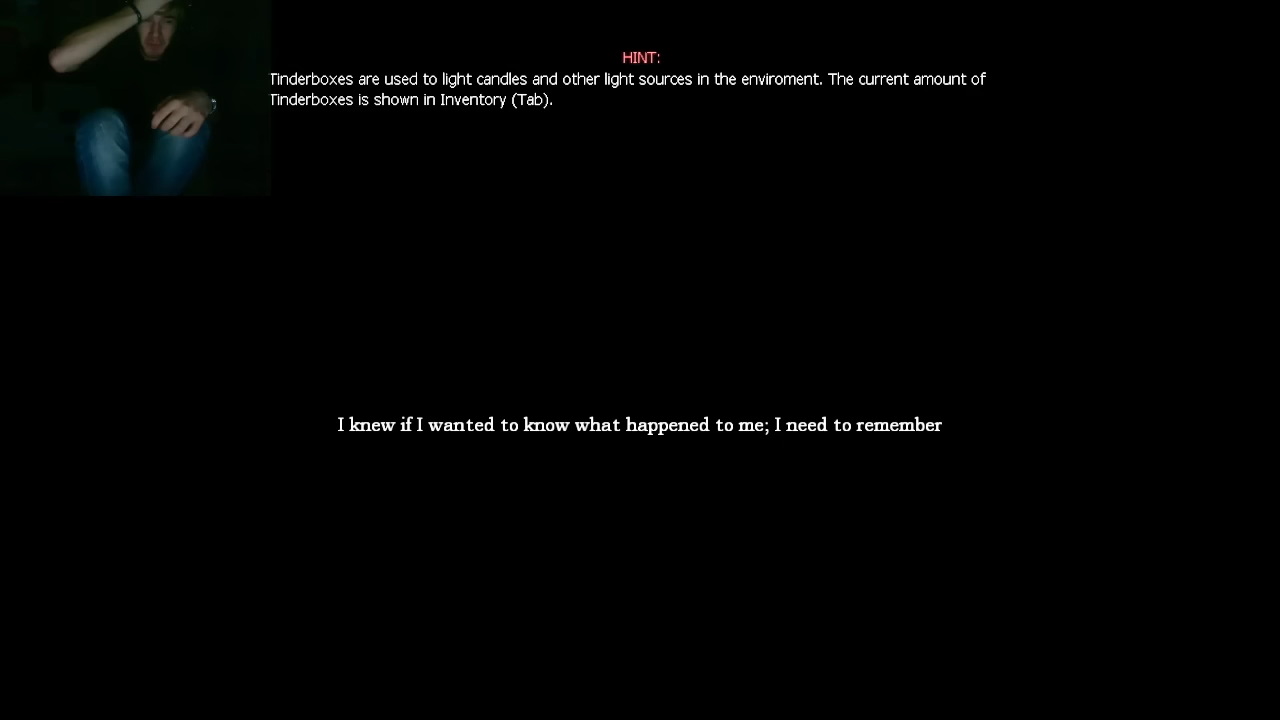 HINT:
Tinderboxes are used to light candles and other light sources in the enviroment. The current amount of
Tinderboxes is shown in Inventory (Tab).
I knew if I wanted to know what happened to me; I need to remember